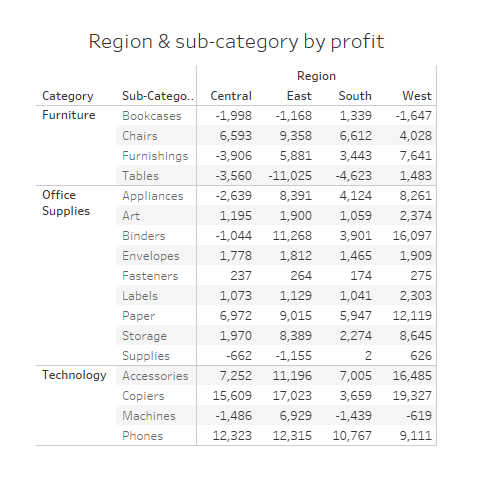 Region & sub-category by profit
Region
Category Sub-Catego.. Central East South West
Furniture Bookcases -1,998 -1,168 1,339 -1,647
Chairs 6,593 9,358 6,612 4,028
Furnishings -3,906 5,881 3,443 7,641
Tables -3,560 -11,025 -4,623 1,483
Office Supplies Appliances -2,639 8,391 4,124 8,261
Art 1,195 1,900 1,059 2,374
Binders -1,044 11,268 3,901 16,097
Envelopes 1,778 1,812 1,465 1,909
Fasteners 237 264 174 275
Labels 1,073 1,129 1,041 2,303
Paper 6,972 9,015 5,947 12,119
Storage 1,970 8,389 2,274 8,645
Supplies -662 -1,155 2 626
Technology Accessories 7,252 11,196 7,005 16,485
Copiers 15,609 17,023 3,659 19,327
Machines -1,486 6,929 -1,439 -619
Phones 12,323 12,315 10,767 9,111